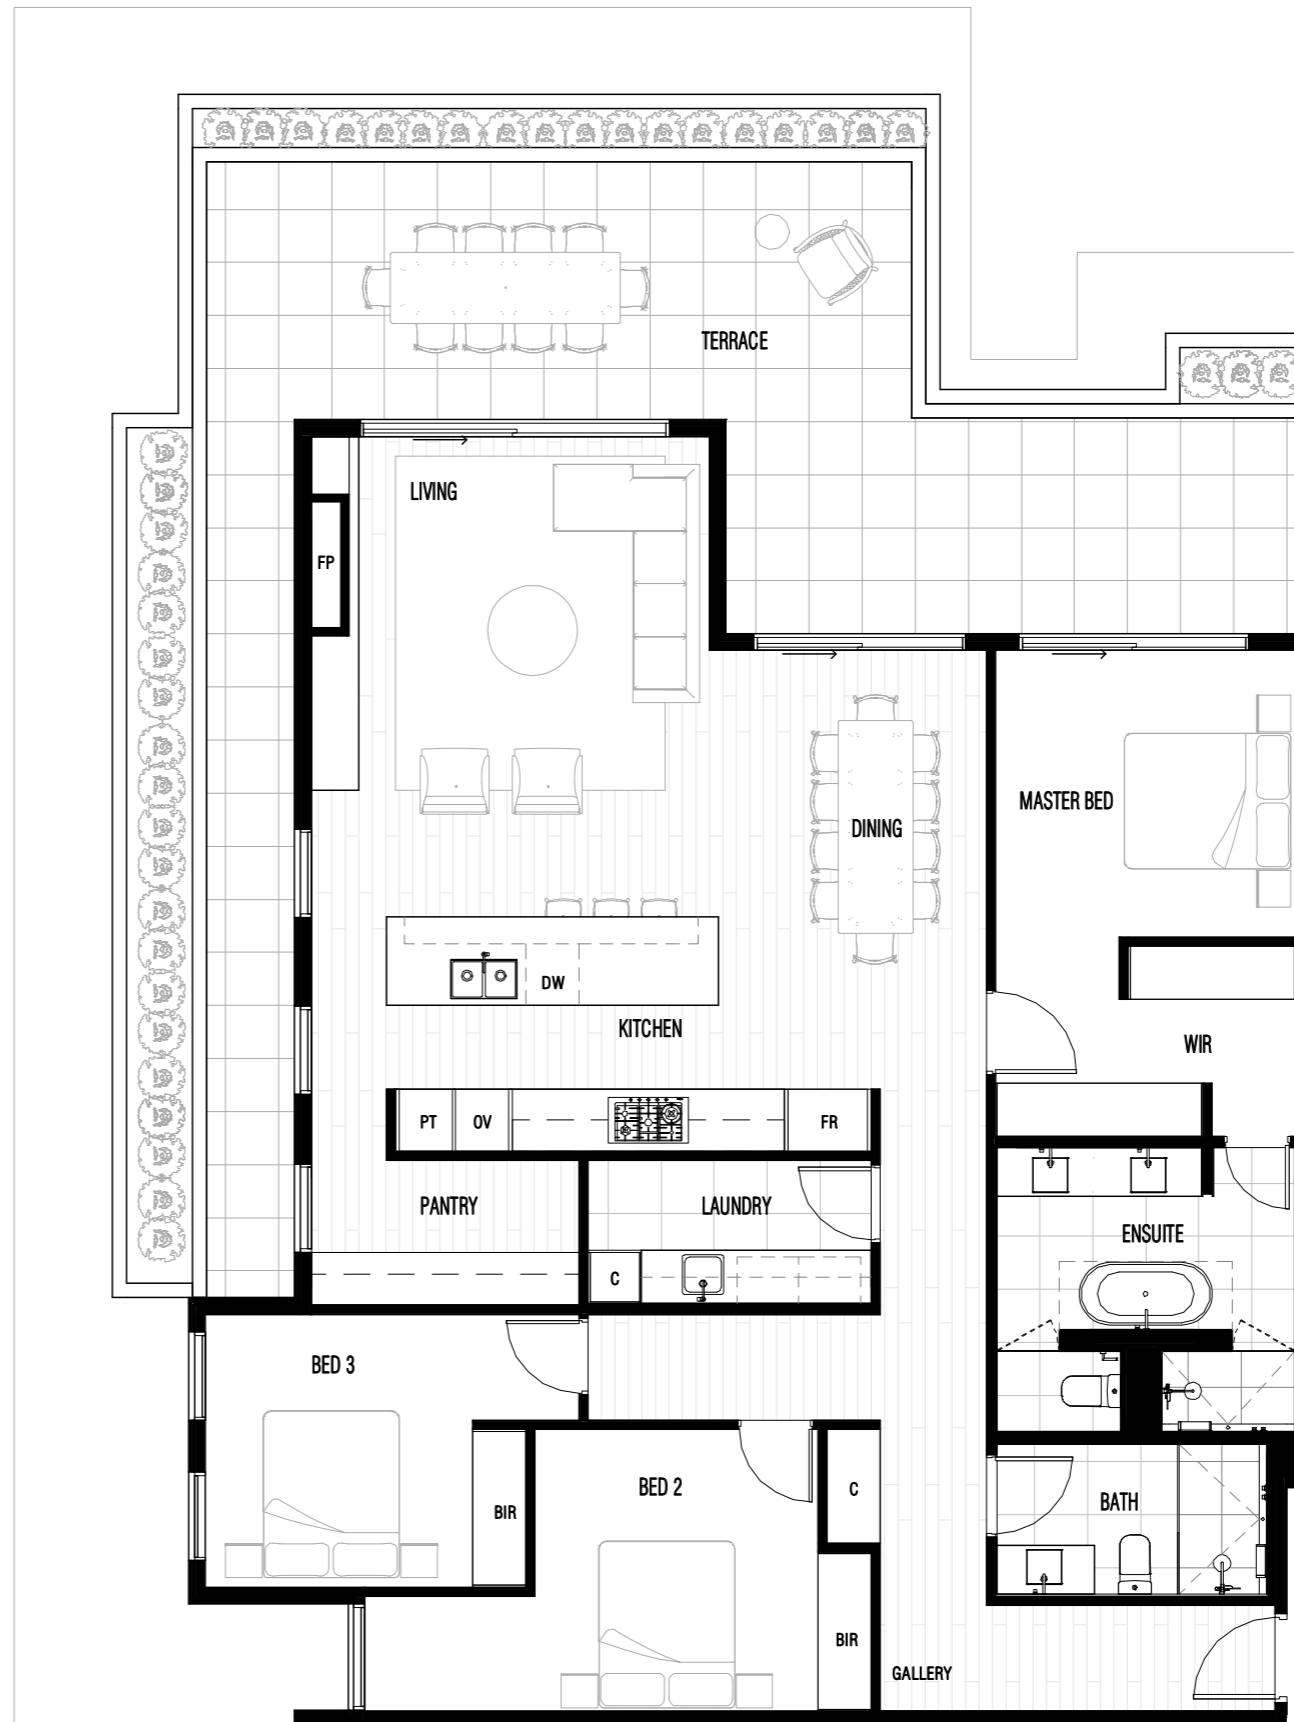 TERRACE
LIVING
FP
MASTER BED
DINING
DW
KITCHEN
WIR
PT
OV
FR
PANTRY
LAUNDRY
ENSUITE
C
BED 3
BED 2
C
BATH
BIR
BIR
GALLERY